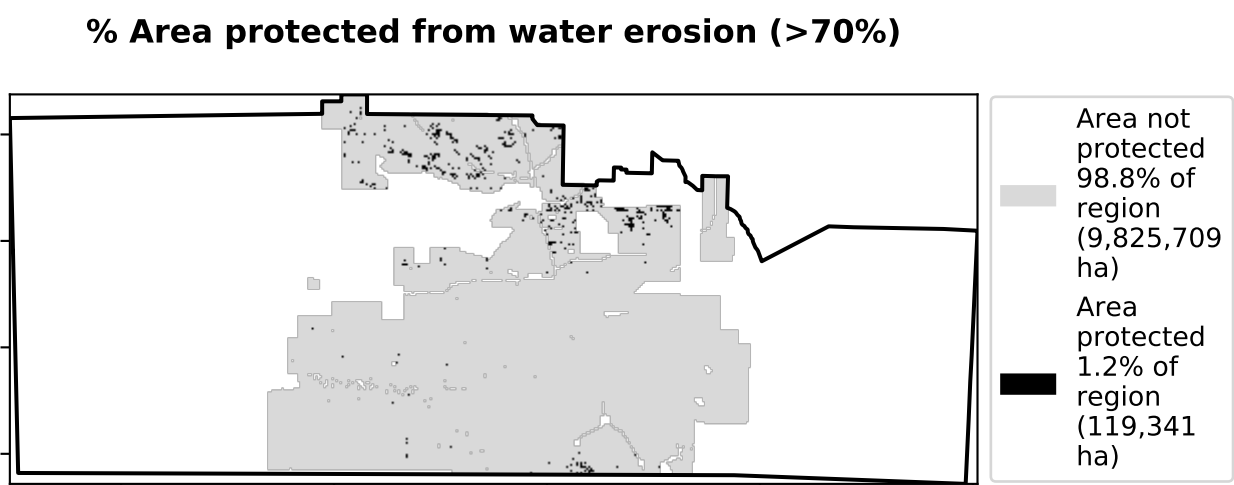 % Area protected from water erosion (>70%)
Area not
protected
98.8% of
region
(9,825,709
ha)
Area
protected
1.2% of
region
(119,341
ha)